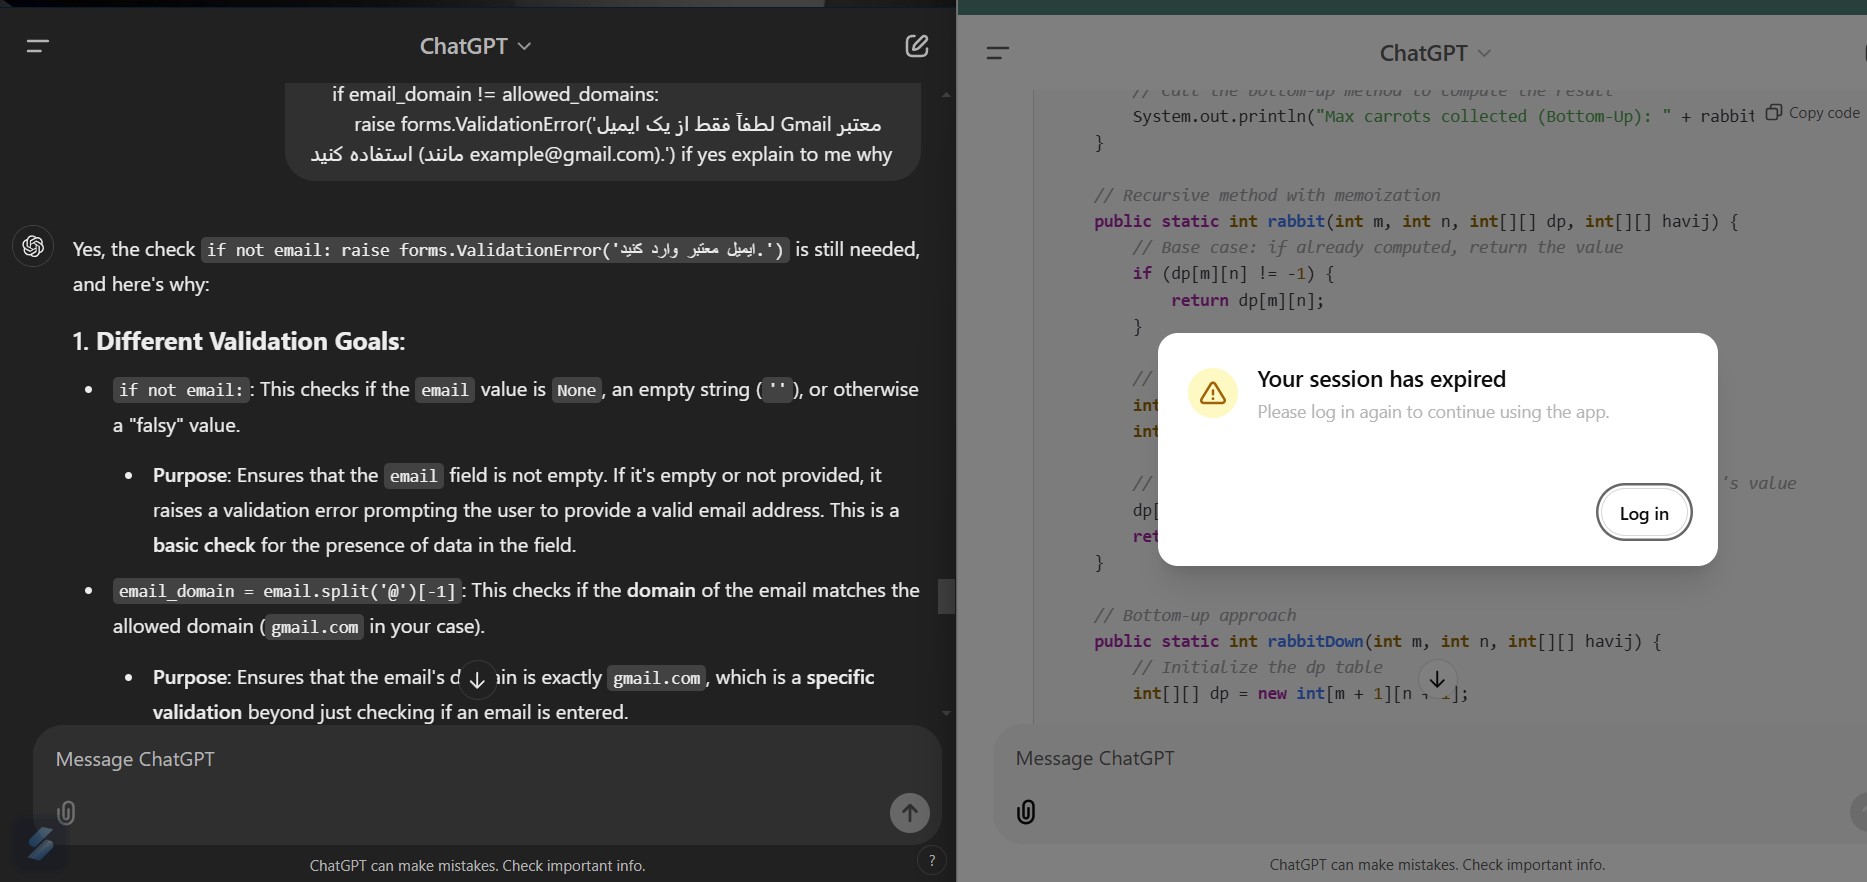 ChatGPT
if email_domain != allowed_domains:
raise forms.ValidationError('لطفاً فقط از یک ایمیل Gmail معتبر
استفاده کنید (مانند example@gmail.com).') if yes explain to me why
Yes, the check if not email: raise forms.ValidationError('ایمیل معتبر وارد کنید.') is still needed,
and here's why:
1. Different Validation Goals:
• if not email:: This checks if the email value is None, an empty string (''), or otherwise
a "falsy" value.
• Purpose: Ensures that the email field is not empty. If it's empty or not provided, it
raises a validation error prompting the user to provide a valid email address. This is a
basic check for the presence of data in the field.
• email_domain = email.split('@')[-1]: This checks if the domain of the email matches the
allowed domain (gmail.com in your case).
• Purpose: Ensures that the email's d ain is exactly gmail.com, which is a specific
validation beyond just checking if an email is entered.
Message ChatGPT
ChatGPT can make mistakes. Check important info.
?
ChatGPT
// Call the bottom-up method to compute the result
Copy code
System.out.println("Max carrots collected (Bottom-Up): " + rabbit
}
// Recursive method with memoization
public static int rabbit(int m, int n, int[][] dp, int[][] havij) {
// Base case: if already computed, return the value
if (dp[m][n] != -1) {
return dp[m][n];
}
//
int
int
// 's value
dp[
ret
}
Your session has expired
Please log in again to continue using the app.
Log in
// Bottom-up approach
public static int rabbitDown(int m, int n, int[][] havij) {
// Initialize the dp table
int[][] dp = new int[m + 1][n + 1];
Message ChatGPT
ChatGPT can make mistakes. Check important info.